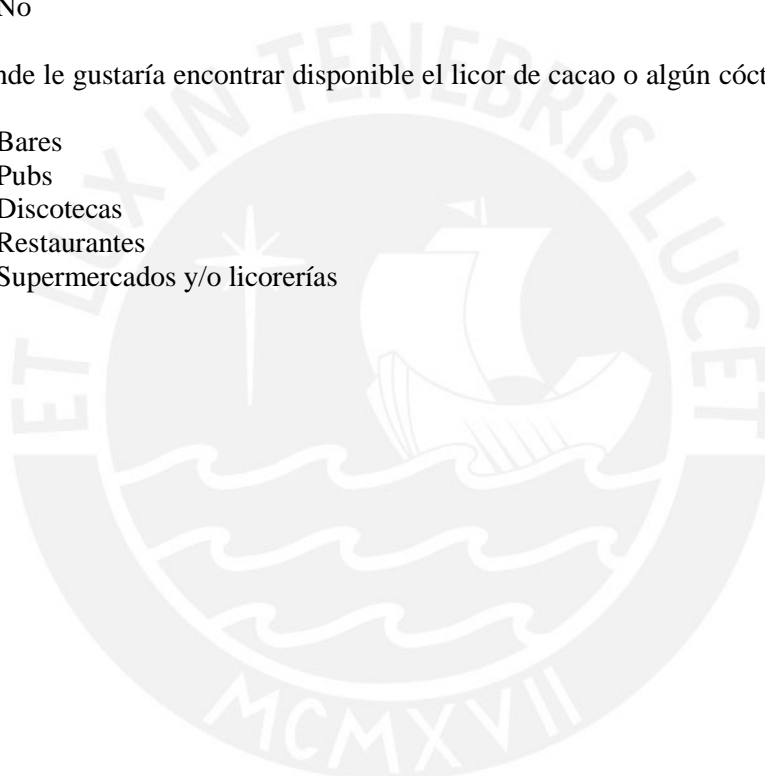 No
nde le gustaría encontrar disponible el licor de cacao o algún cóct
Bares
Pubs
Discotecas
Restaurantes
Supermercados y/o licorerías
ET LUX IN TENEBRIS LUCET
MCMXVII